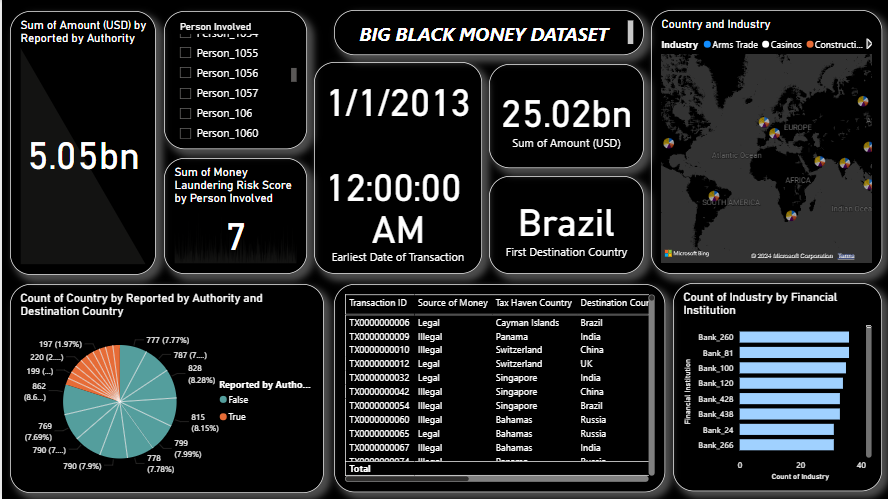 Sum of Amount (USD) by
Reported by Authority
5.05bn
Person Involved
Person_1054
Person_1055
Person_1056
Person_1057
Person_106
Person_1060
Sum of Money
Laundering Risk Score
by Person Involved
7
BIG BLACK MONEY DATASET
1/1/2013
12:00:00
AM
Earliest Date of Transaction
25.02bn
Sum of Amount (USD)
Brazil
First Destination Country
Country and Industry
Industry Arms Trade Casinos Constructi...
EUROPE
Atlantic Ocean
AFRICA
SOUTH AMERICA
Indian Ocea
Microsoft Bing
© 2024 Microsoft Corporation Terms
Count of Country by Reported by Authority and
Destination Country
197 (1.97%)
220 (2....)
199 (...)
862
(8.6...)
769
(7.69%)
790 (7....)
790 (7.9%)
778
(7.78%)
799
(7.99%)
815
(8.15%)
828
(8.28%)
787 (7....)
777 (7.77%)
Reported by Autho...
False
True
Transaction ID Source of Money Tax Haven Country Destination Cour
TX0000000006 Legal Cayman Islands Brazil
TX0000000009 Illegal Panama India
TX0000000010 Illegal Switzerland China
TX0000000012 Legal Switzerland UK
TX0000000032 Legal Singapore India
TX0000000042 Illegal Singapore China
TX0000000054 Illegal Singapore Brazil
TX0000000060 Illegal Bahamas Russia
TX0000000065 Legal Bahamas Russia
TX0000000067 Illegal Bahamas India
TX0000000074 Illegal Panama Russia
Total
Count of Industry by Financial
Institution
Financial Institution
Bank_260
Bank_81
Bank_100
Bank_120
Bank_428
Bank_438
Bank_24
Bank_266
0 20 40
Count of Industry